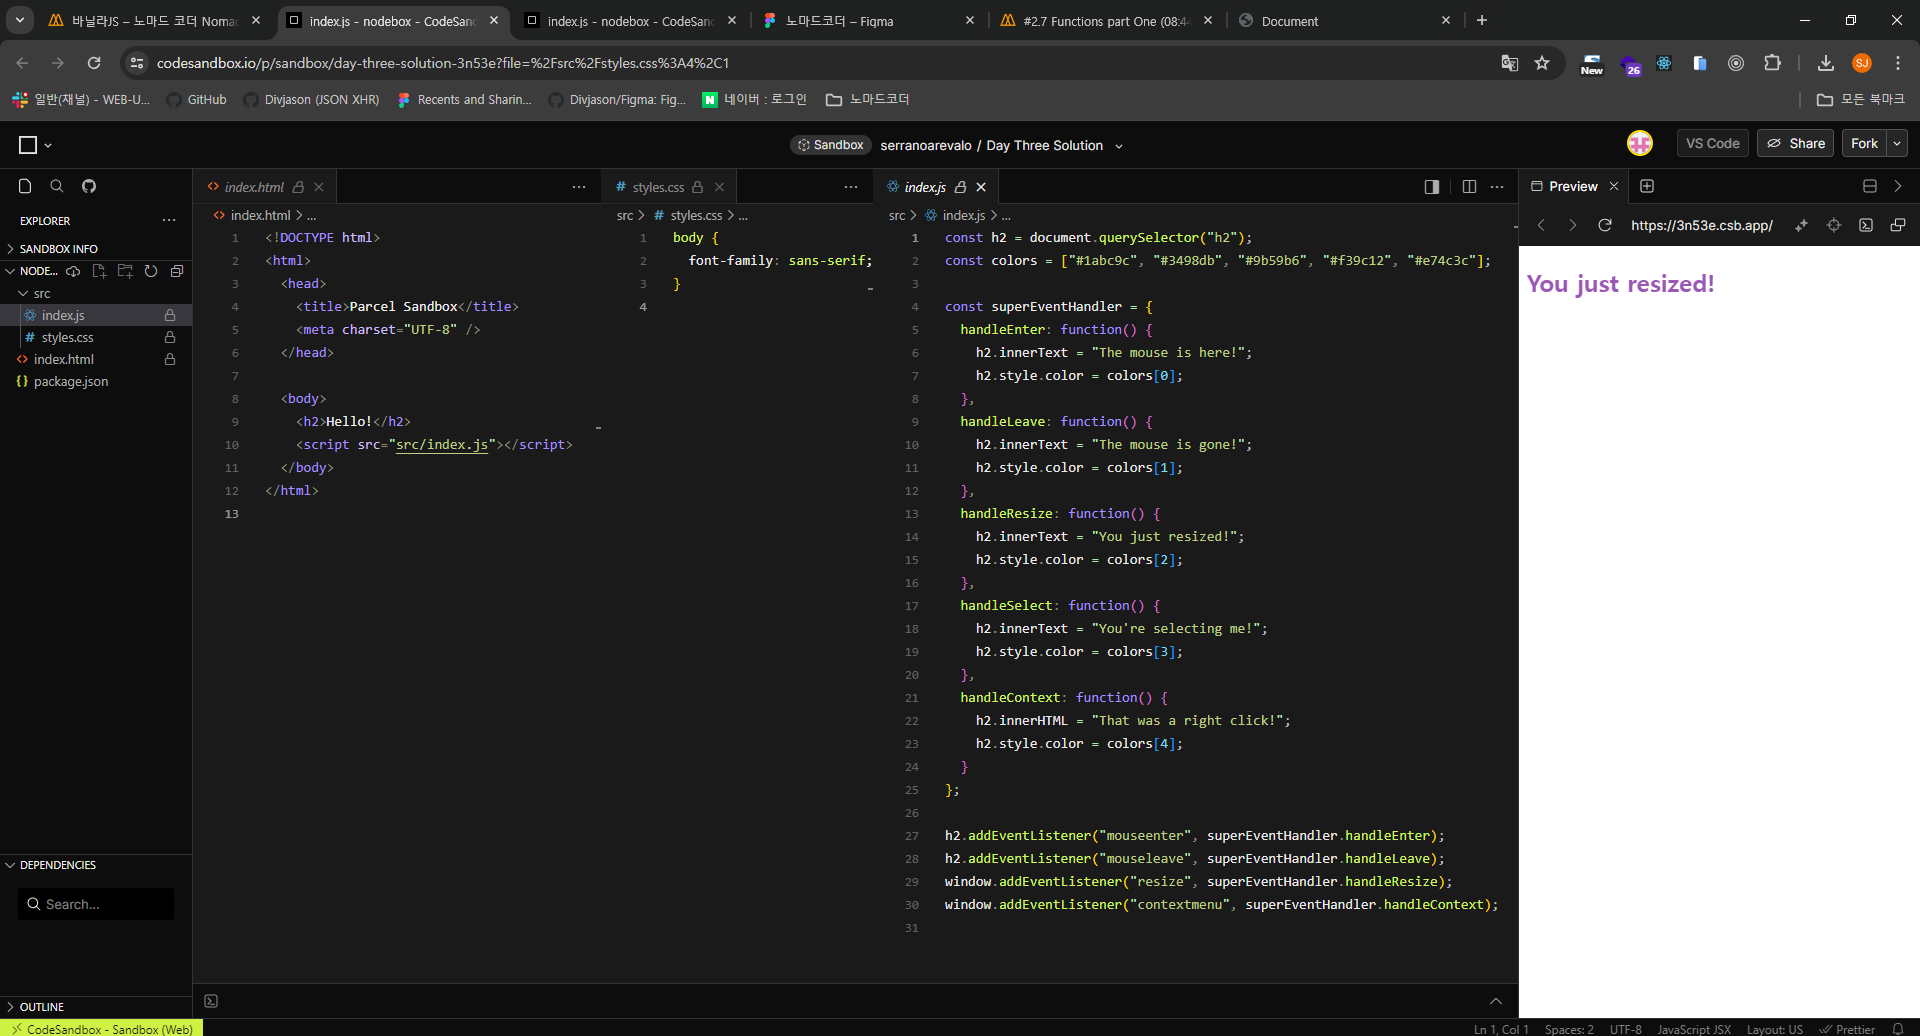 바닐라JS – 노마드 코더 Noma
index.js - nodebox - CodeSan
index.js - nodebox - CodeSan
노마드코더 – Figma
#2.7 Functions part One (08:4
Document
codesandbox.io/p/sandbox/day-three-solution-3n53e?file=%2Fsrc%2Fstyles.css%3A4%2C1
New
26
SJ
일반(채널) - WEB-U...
GitHub
Divjason (JSON XHR)
Recents and Sharin...
Divjason/Figma: Fig...
N
네이버 : 로그인
노마드코더
모든 북마크
Sandbox
serranoarevalo / Day Three Solution
VS Code
Share
Fork
EXPLORER
SANDBOX INFO
NODE...
src
index.js
styles.css
index.html
package.json
DEPENDENCIES
Search...
OUTLINE
index.html
index.html > ...
1 <!DOCTYPE html>
2 <html>
3 <head>
4 <title>Parcel Sandbox</title>
5 <meta charset="UTF-8" />
6 </head>
7
8 <body>
9 <h2>Hello!</h2>
10 <script src="src/index.js"></script>
11 </body>
12 </html>
13
styles.css
src > # styles.css > ...
1 body {
2 font-family: sans-serif;
3 }
4
index.js
src > index.js > ...
1 const h2 = document.querySelector("h2");
2 const colors = ["#1abc9c", "#3498db", "#9b59b6", "#f39c12", "#e74c3c"];
3
4 const superEventHandler = {
5 handleEnter: function() {
6 h2.innerText = "The mouse is here!";
7 h2.style.color = colors[0];
8 },
9 handleLeave: function() {
10 h2.innerText = "The mouse is gone!";
11 h2.style.color = colors[1];
12 },
13 handleResize: function() {
14 h2.innerText = "You just resized!";
15 h2.style.color = colors[2];
16 },
17 handleSelect: function() {
18 h2.innerText = "You're selecting me!";
19 h2.style.color = colors[3];
20 },
21 handleContext: function() {
22 h2.innerHTML = "That was a right click!";
23 h2.style.color = colors[4];
24 }
25 };
26
27 h2.addEventListener("mouseenter", superEventHandler.handleEnter);
28 h2.addEventListener("mouseleave", superEventHandler.handleLeave);
29 window.addEventListener("resize", superEventHandler.handleResize);
30 window.addEventListener("contextmenu", superEventHandler.handleContext);
31
Preview
https://3n53e.csb.app/
You just resized!
CodeSandbox - Sandbox (Web)
Ln 1, Col 1
Spaces: 2
UTF-8
JavaScript JSX
Layout: US
Prettier